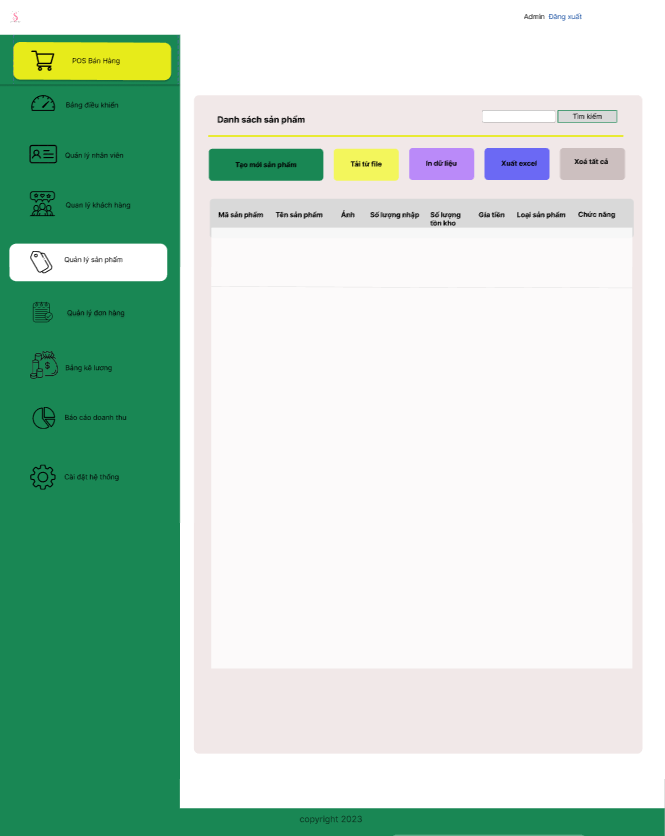 S
Admin Đăng xuất
POS Bán Hàng
Bảng điều khiển
Quản lý nhận viên
Quan lý khách hàng
Quản lý sản phẩm
Quản lý đơn hàng
Bảng kê lương
Báo cáo doanh thu
Cài đặt hệ thống
Danh sách sản phẩm
Tìm kiếm
Tạo mới sản phẩm
Tải từ file
In dữ liệu
Xuất excel
Xoá tất cả
Mã sản phẩm Tên sản phẩm Ảnh Số lượng nhập Số lượng tồn kho Gía tiền Loại sản phẩm Chức năng
copyright 2023